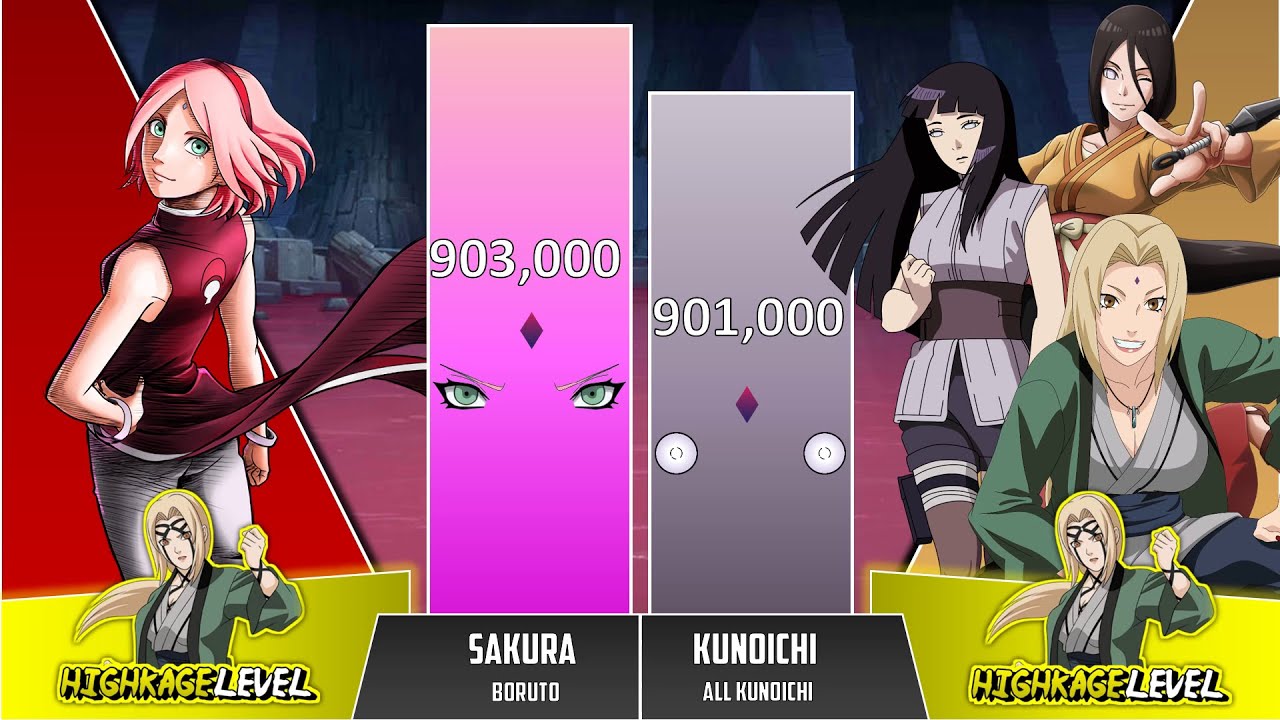 903,000
901,000
SAKURA
BORUTO
KUNOICHI
ALL KUNOICHI
HIGHKAGELEVEL
HIGHKAGELEVEL